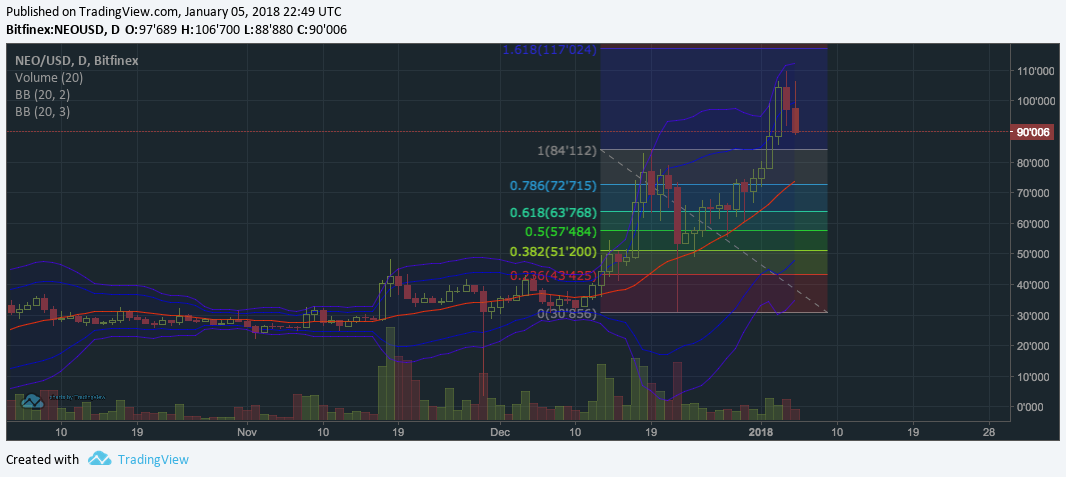 Published on TradingView.com, January 05, 2018 22:49 UTC
Bitfinex:NEOUSD, D O:97'689 H:106'700 L:88'880 C:90'006
NEO/USD, D, Bitfinex
Volume (20)
BB (20, 2)
BB (20, 3)
1.618(117'024)
1(84'112)
0.786(72'715)
0.618(63'768)
0.5(57'484)
0.382(51'200)
0.236(43'425)
0(30'856)
110'000
100'000
90'006
80'000
70'000
60'000
50'000
40'000
30'000
20'000
10'000
0'000
charts by TradingView
10 19 Nov 10 19 Dec 10 19 2018 10 19 28
Created with TradingView